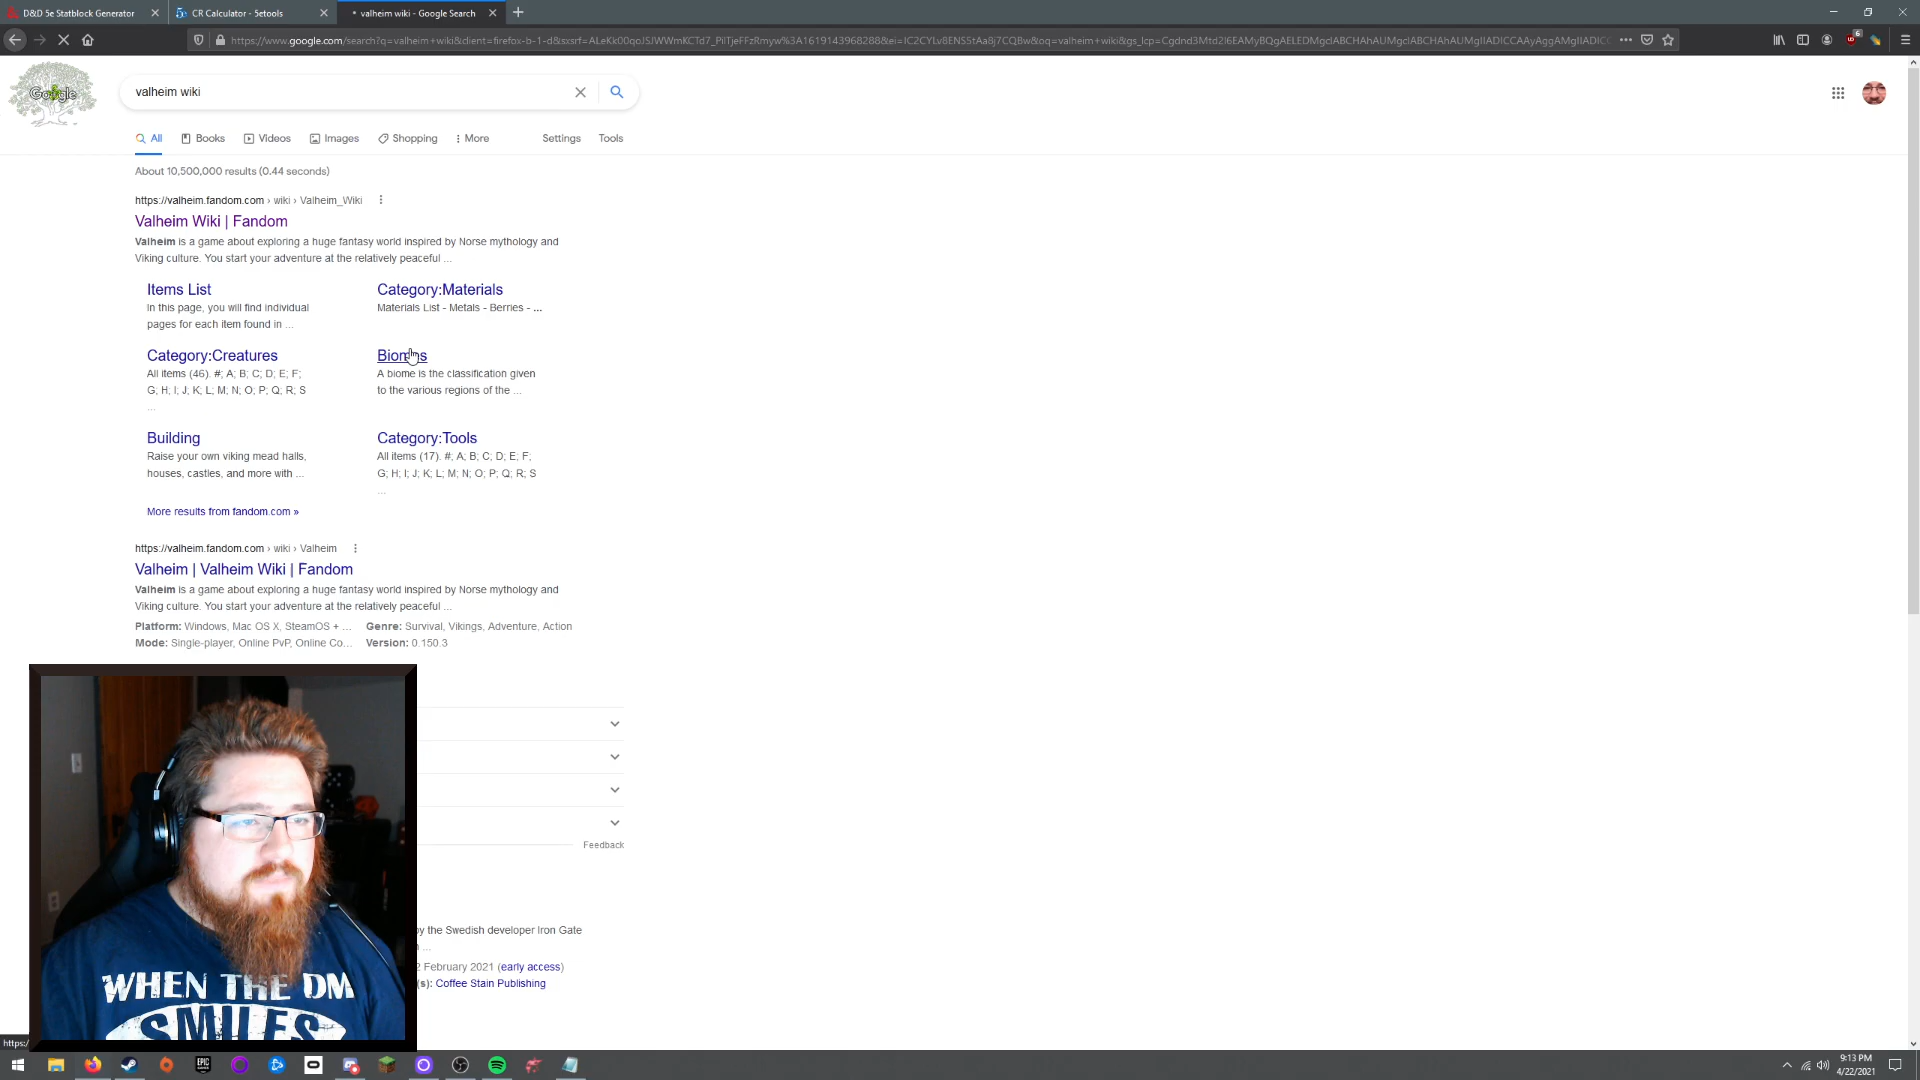 D&D 5e Statblock Generator
CR Calculator - 5etools
valheim wiki - Google Search
Google
valheim wiki
All
Books
Videos
Images
Shopping
More
Settings
Tools
About 10,500,000 results (0.44 seconds)
https://valheim.fandom.com › wiki › Valheim_Wiki
Valheim Wiki | Fandom
Valheim is a game about exploring a huge fantasy world inspired by Norse mythology and
Viking culture. You start your adventure at the relatively peaceful ...
Items List
In this page, you will find individual
pages for each item found in ...
Category:Materials
Materials List - Metals - Berries - ...
Category:Creatures
All items (46). #; A; B; C; D; E; F;
G; H; I; J; K; L; M; N; O; P; Q; R; S
...
Biomes
A biome is the classification given
to the various regions of the ...
Building
Raise your own viking mead halls,
houses, castles, and more with ...
Category:Tools
All items (17). #; A; B; C; D; E; F;
G; H; I; J; K; L; M; N; O; P; Q; R; S
...
More results from fandom.com »
https://valheim.fandom.com › wiki › Valheim
Valheim | Valheim Wiki | Fandom
Valheim is a game about exploring a huge fantasy world inspired by Norse mythology and
Viking culture. You start your adventure at the relatively peaceful ...
Platform: Windows, Mac OS X, SteamOS + ... Genre: Survival, Vikings, Adventure, Action
Mode: Single-player, Online PvP, Online Co... Version: 0.150.3
Feedback
by the Swedish developer Iron Gate
...
2 February 2021 (early access)
(s): Coffee Stain Publishing
WHEN THE DM
SMILES
https:/
EPIC GAMES
9:13 PM
4/22/2021